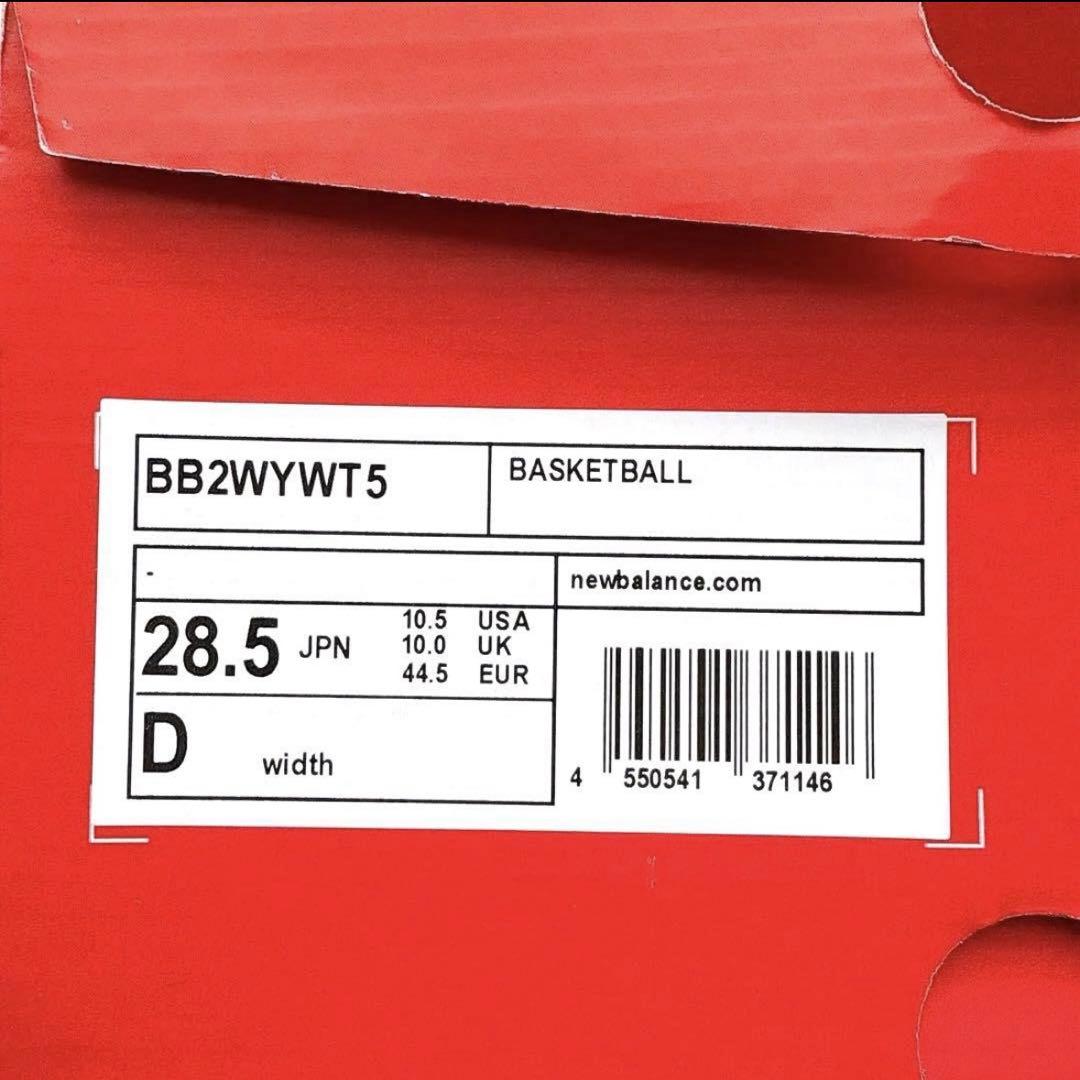 BB2WYWT5
BASKETBALL
-
newbalance.com
28.5 JPN
10.5 USA
10.0 UK
44.5 EUR
D width
4 550541 371146